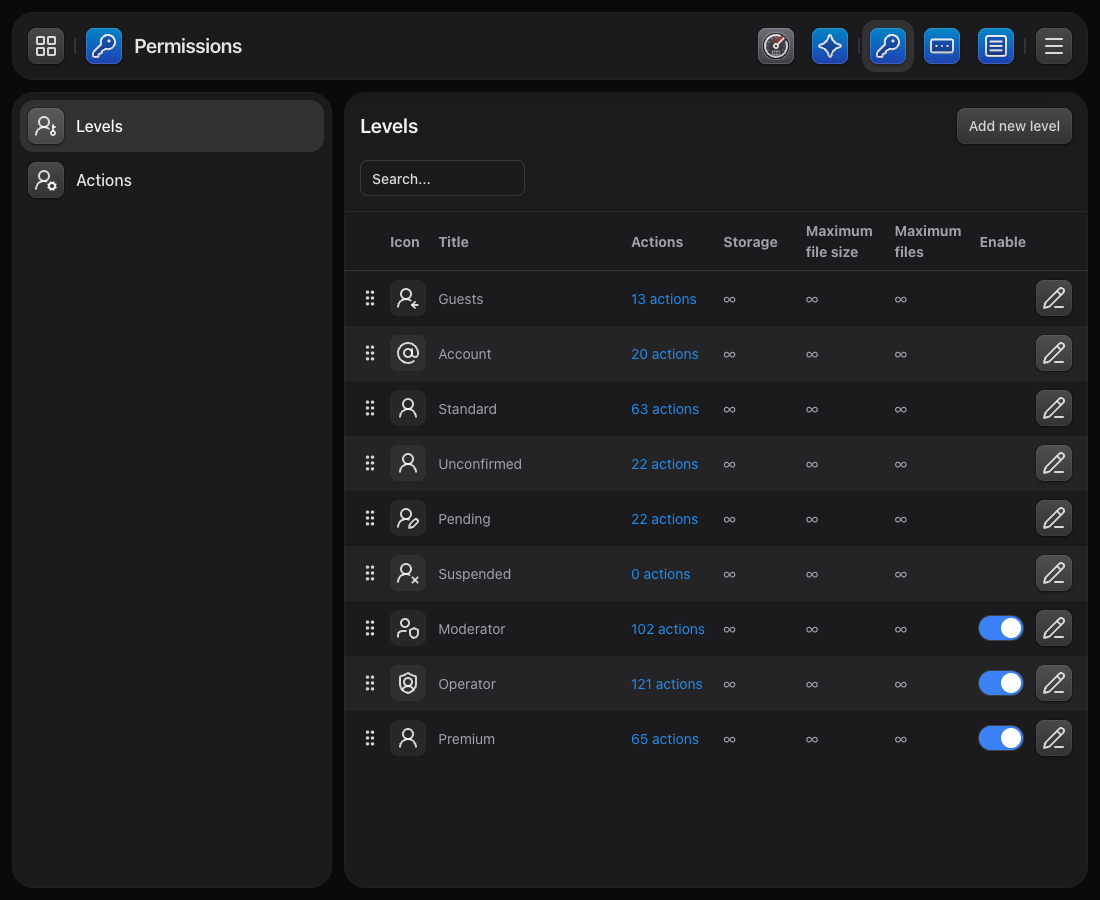 Permissions
Levels
Actions
Levels
Add new level
Search...
Icon Title Actions Storage Maximum file size Maximum files Enable
Guests 13 actions ∞ ∞ ∞
Account 20 actions ∞ ∞ ∞
Standard 63 actions ∞ ∞ ∞
Unconfirmed 22 actions ∞ ∞ ∞
Pending 22 actions ∞ ∞ ∞
Suspended 0 actions ∞ ∞ ∞
Moderator 102 actions ∞ ∞ ∞
Operator 121 actions ∞ ∞ ∞
Premium 65 actions ∞ ∞ ∞